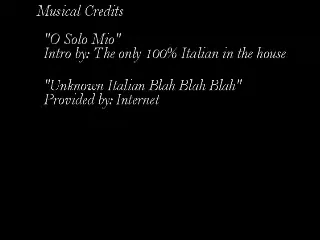 Musical Credits
"O Solo Mio"
Intro by: The only 100% Italian in the house
"Unknown Italian Blah Blah Blah"
Provided by: Internet